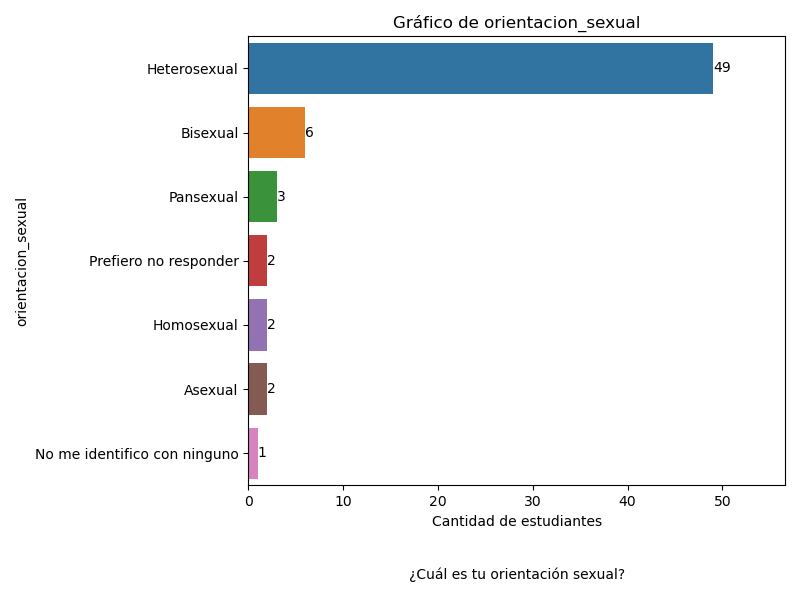 Gráfico de orientacion_sexual
orientacion_sexual
Heterosexual 49
Bisexual 6
Pansexual 3
Prefiero no responder 2
Homosexual 2
Asexual 2
No me identifico con ninguno 1
0 10 20 30 40 50
Cantidad de estudiantes
¿Cuál es tu orientación sexual?